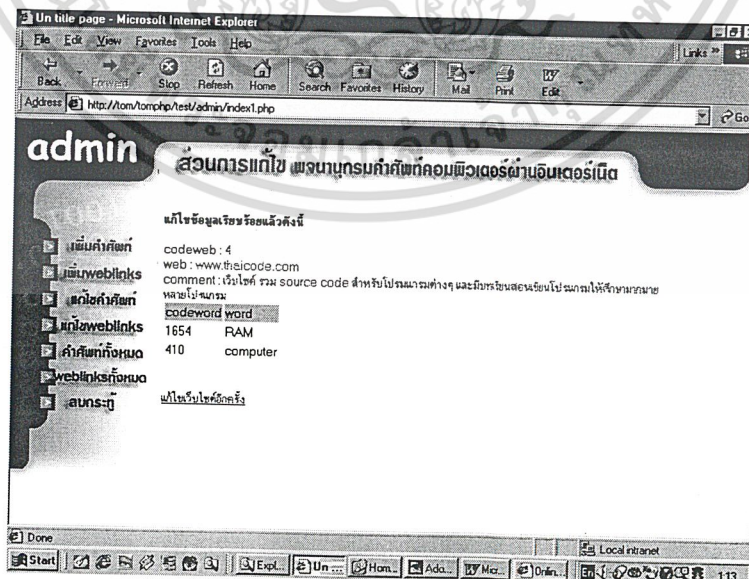 Un title page - Microsoft Internet Explorer
File Edit View Favorites Tools Help
Links »
Back Forward Stop Refresh Home Search Favorites History Mail Print Edit
Address http://tom/tomphp/test/admin/index1.php Go
admin
ส่วนการแก้ไข พจนานุกรมคำศัพท์คอมพิวเตอร์ผ่านอินเตอร์เน็ต
แก้ไขข้อมูลเรียบร้อยแล้วดังนี้
เพิ่มคำศัพท์
เพิ่มweblinks
แก้ไขคำศัพท์
แก้ไขweblinks
คำศัพท์ทั้งหมด
weblinksทั้งหมด
ลบกระทู้
codeweb : 4
web : www.thaicode.com
comment : เว็บไซค์ รวม source code สำหรับโปรแกรมต่างๆ และมีบทเรียนสอนเขียนโปรแกรมให้ศึกษามากมาย
หลายโปรแกรม
codeword word
1654 RAM
410 computer
แก้ไขเว็บไซค์อีกครั้ง
Done
Local intranet
Start Expl... Un ... Hom... Ado... Mic... Onlin... 1:13